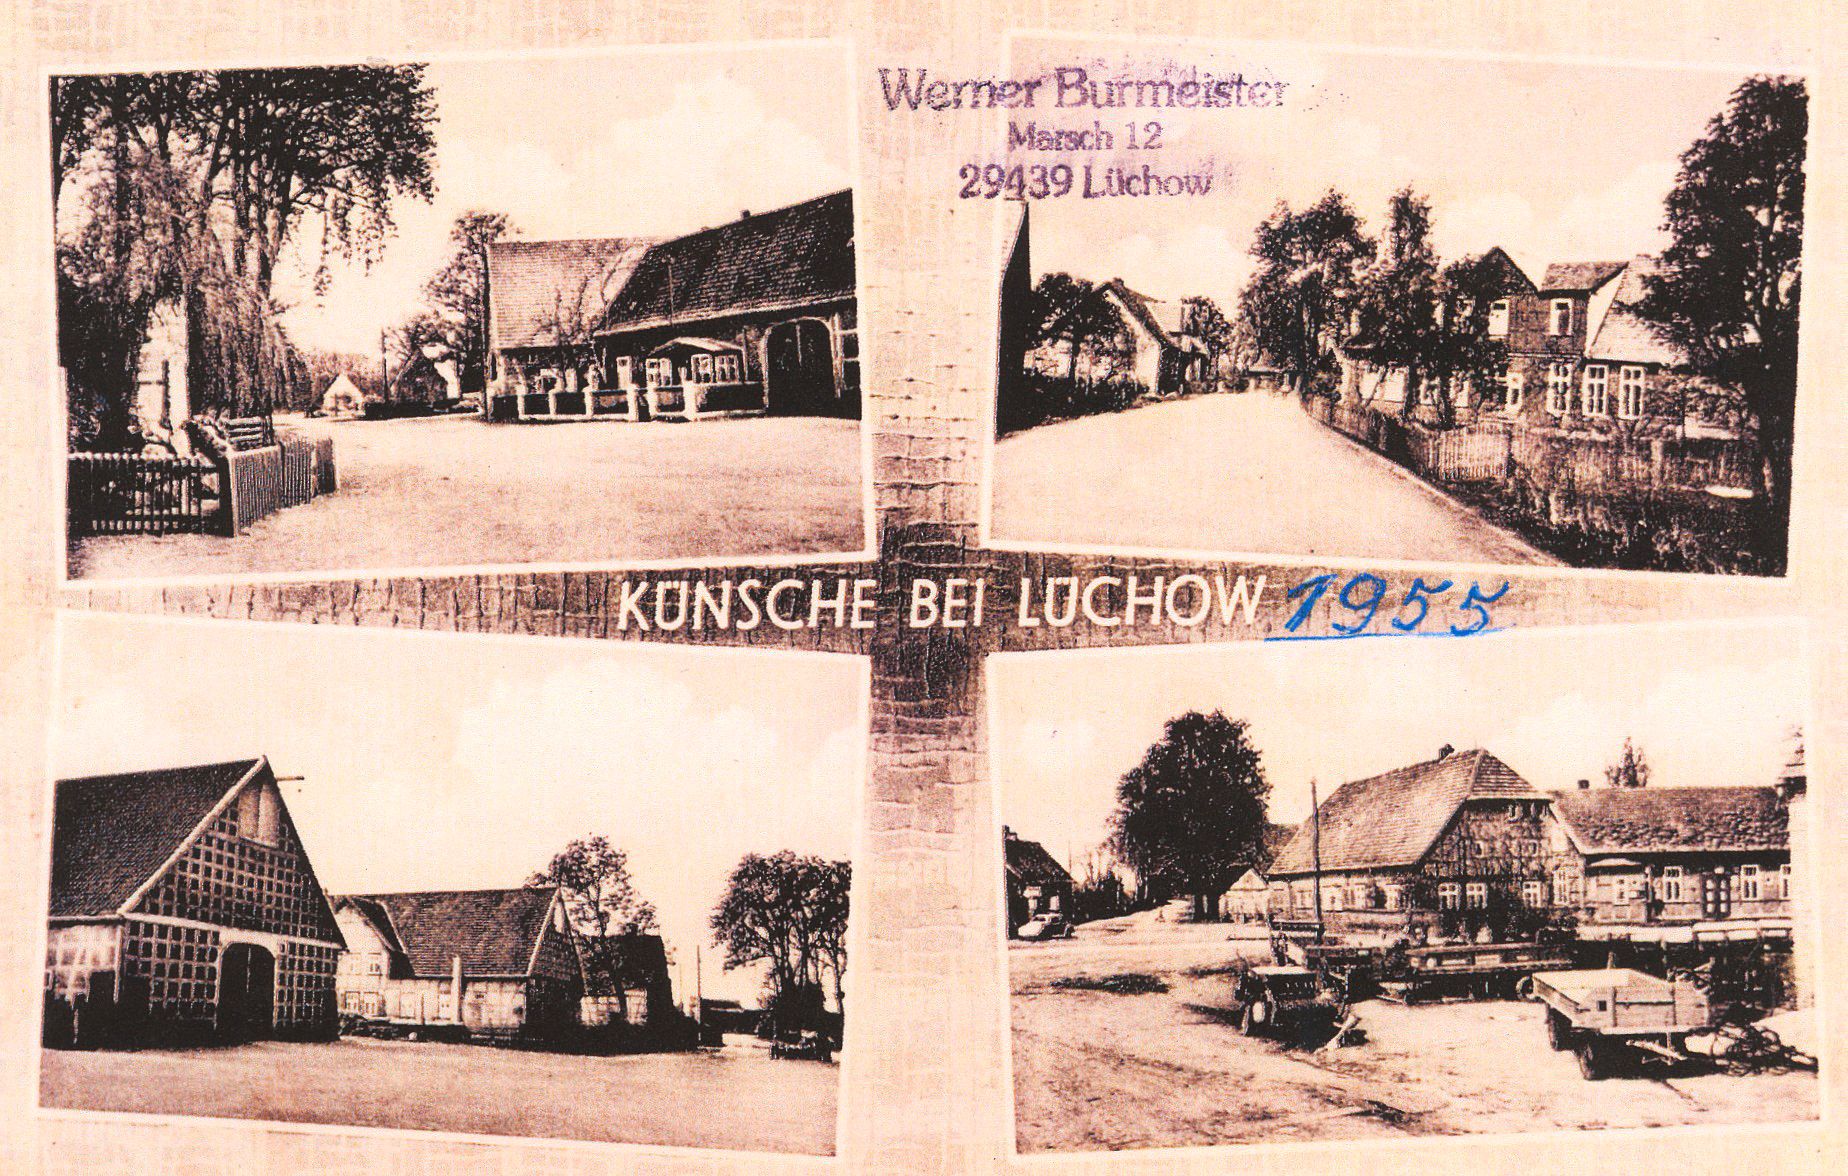 Werner Burmeister
Marsch 12
29439 Lüchow
KÜNSCHE BEI LÜCHOW 1955